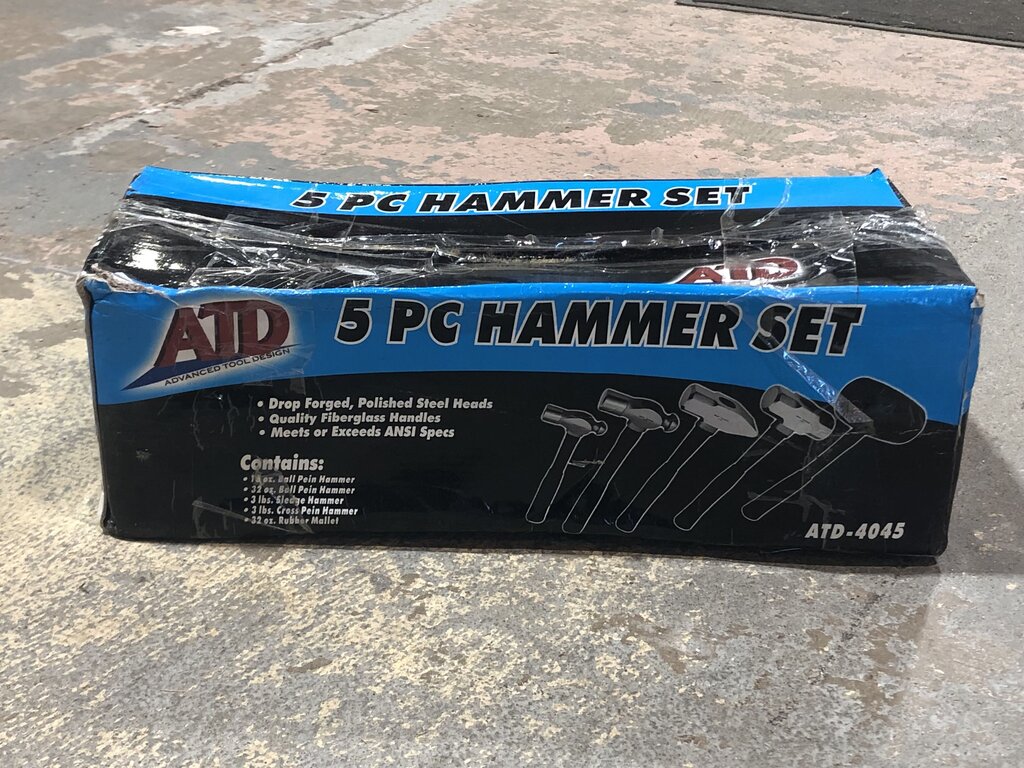 5 PC HAMMER SET
ATD
ATD
ADVANCED TOOL DESIGN
5 PC HAMMER SET
• Drop Forged, Polished Steel Heads
• Quality Fiberglass Handles
• Meets or Exceeds ANSI Specs
Contains:
• oz. Ball Pein Hammer
• 32 oz. Ball Pein Hammer
• 3 lbs. Sledge Hammer
• 3 lbs. Cross Pein Hammer
• 32 oz. Rubber Mallet
ATD-4045